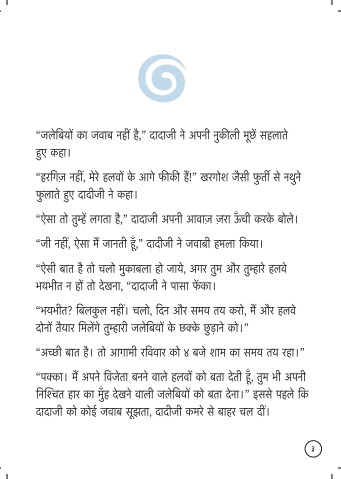 “जलेबियों का जवाब नहीं है,” दादाजी ने अपनी नुकीली मूछें सहलाते
हुए कहा।
“हरगिज़ नहीं, मेरे हलवों के आगे फीकी हैं!” खरगोश जैसी फुर्ती से नथुने
फुलाते हुए दादीजी ने कहा।
“ऐसा तो तुम्हें लगता है,” दादाजी अपनी आवाज़ ज़रा ऊँची करके बोले।
“जी नहीं, ऐसा मैं जानती हूँ,” दादीजी ने जवाबी हमला किया।
“ऐसी बात है तो चलो मुकाबला हो जाये, अगर तुम और तुम्हारे हलवे
भयभीत न हों तो देखना, “दादाजी ने पासा फेंका।
“भयभीत? बिलकुल नहीं। चलो, दिन और समय तय करो, मैं और हलवे
दोनों तैयार मिलेंगे तुम्हारी जलेबियों के छक्के छुड़ाने को।”
“अच्छी बात है। तो आगामी रविवार को ४ बजे शाम का समय तय रहा।”
“पक्का। मैं अपने विजेता बनने वाले हलवों को बता देती हूँ, तुम भी अपनी
निश्चित हार का मुँह देखने वाली जलेबियों को बता देना।” इससे पहले कि
दादाजी को कोई जवाब सूझता, दादीजी कमरे से बाहर चल दीं।
३